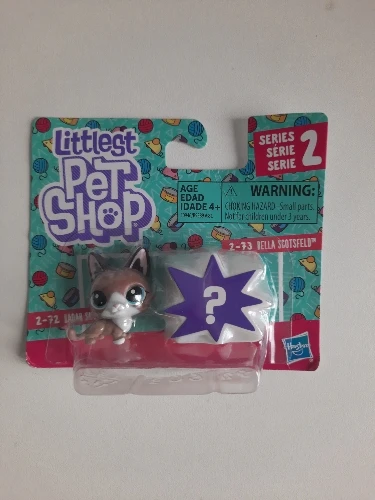 Littlest
PET
SHOP
SERIES
SÉRIE
SERIE 2
AGE
EDAD
IDADE 4+
WARNING:
CHOKING HAZARD - Small parts.
Not for children under 3 years.
2-73 BELLA SCOTSFELD™
2-72
?
Hasbro